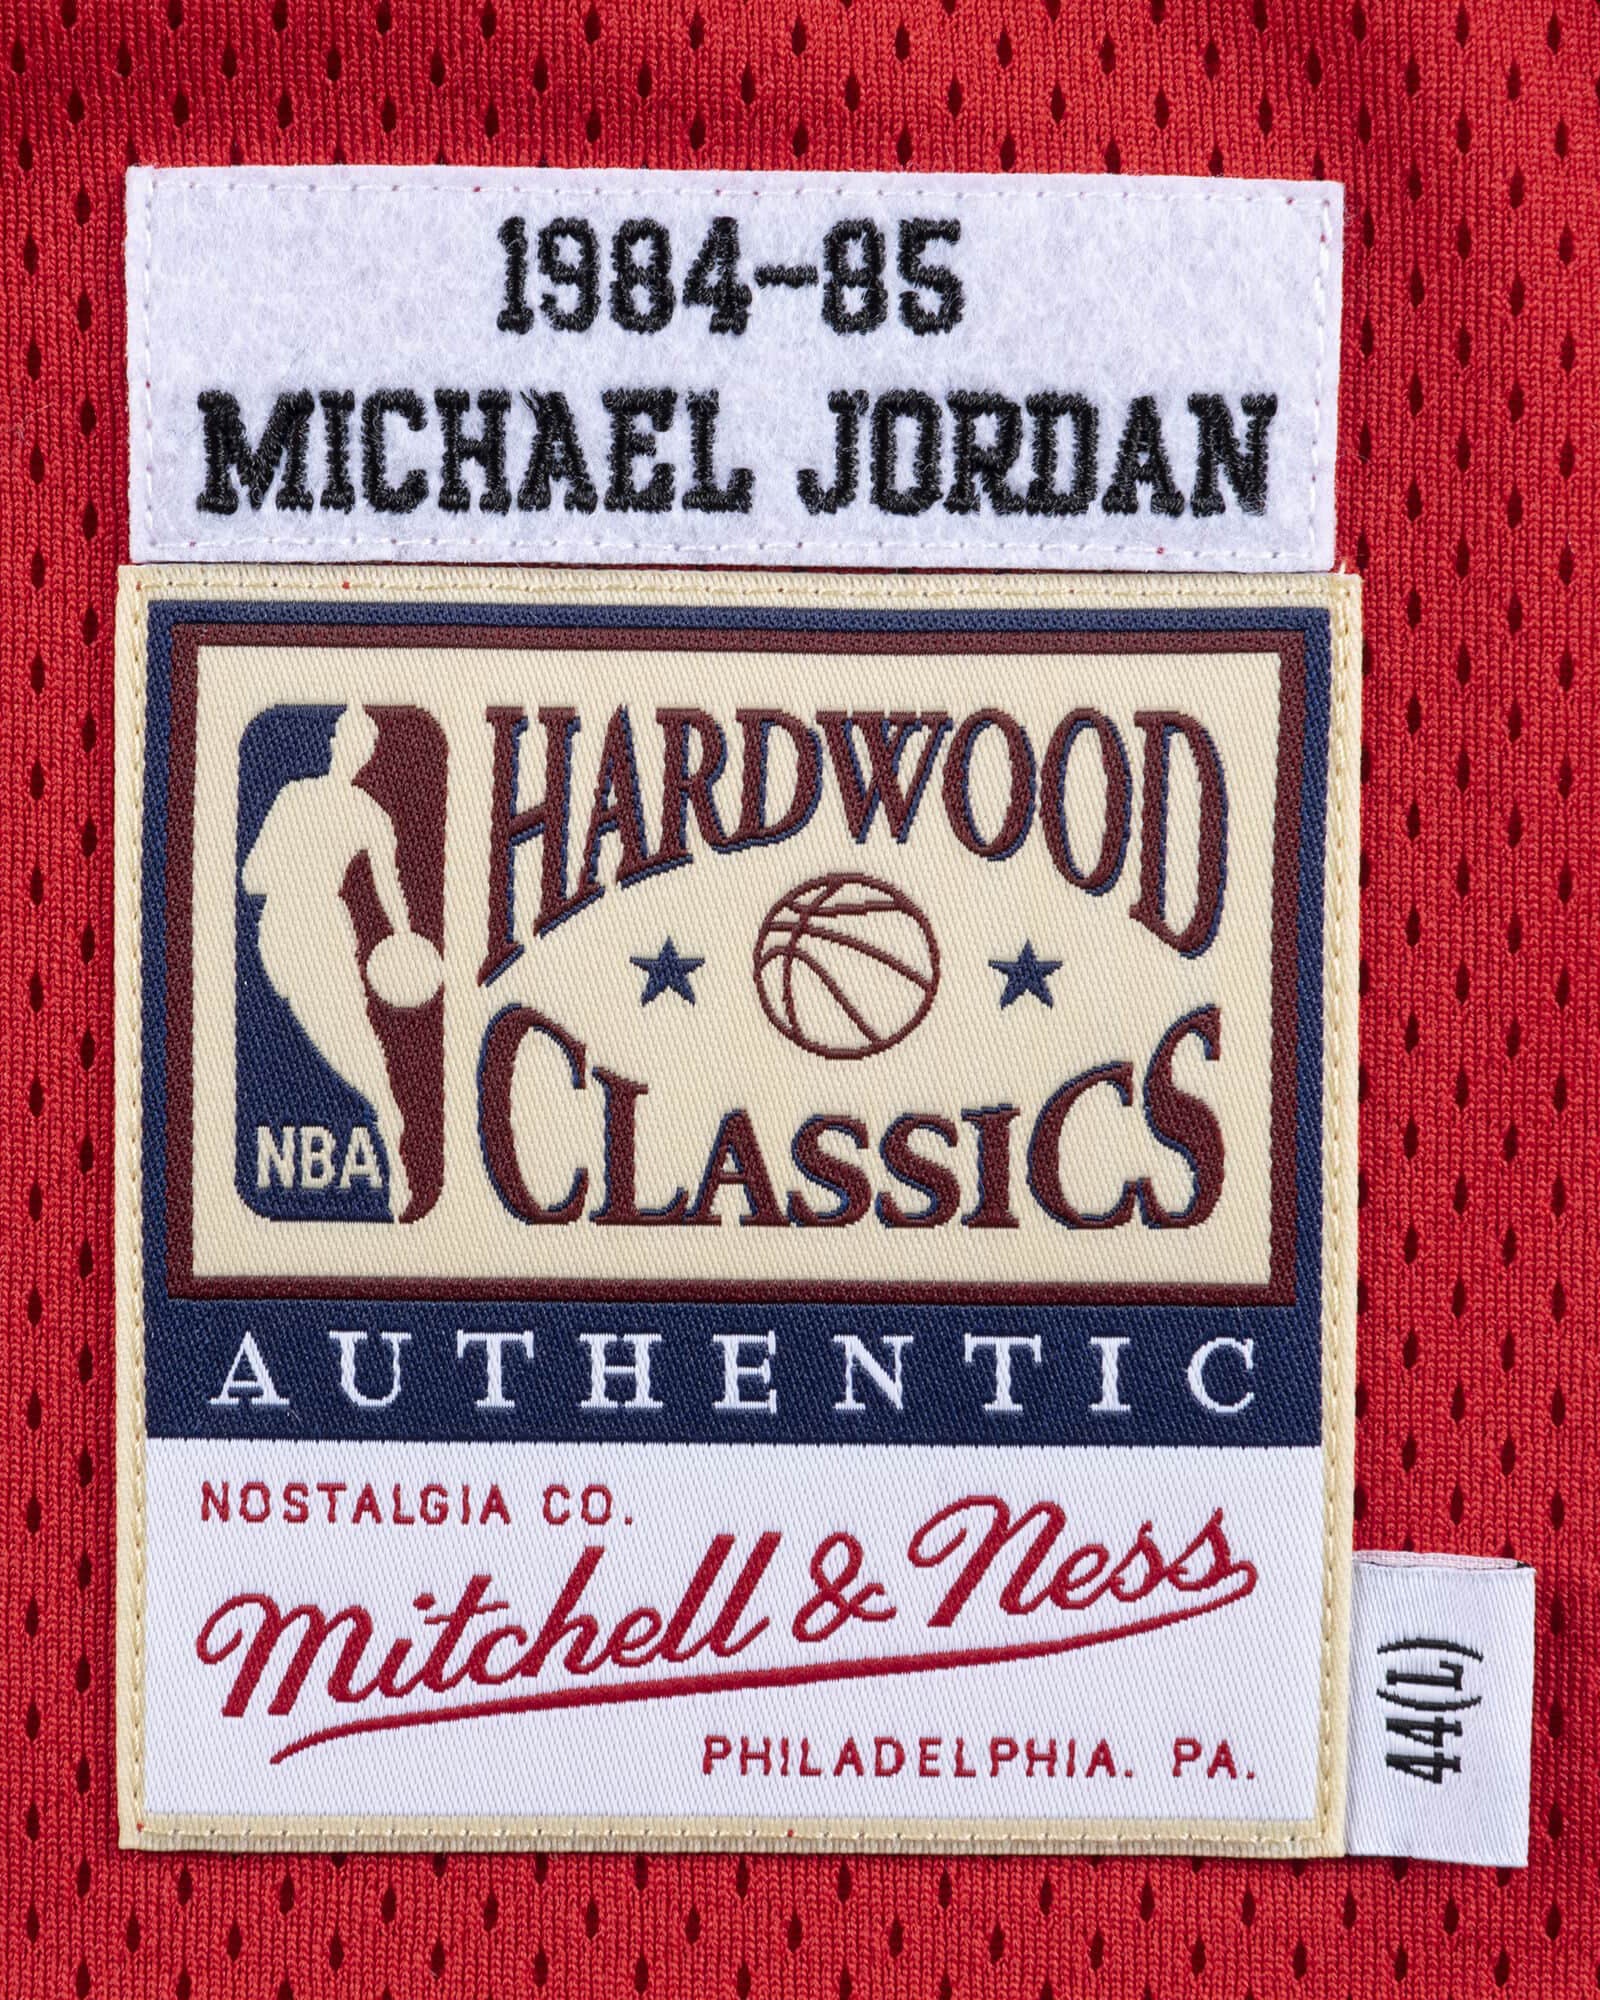 1984-85
MICHAEL JORDAN
HARDWOOD
CLASSICS
NBA
AUTHENTIC
NOSTALGIA CO.
Mitchell & Ness
PHILADELPHIA. PA.
44(L)